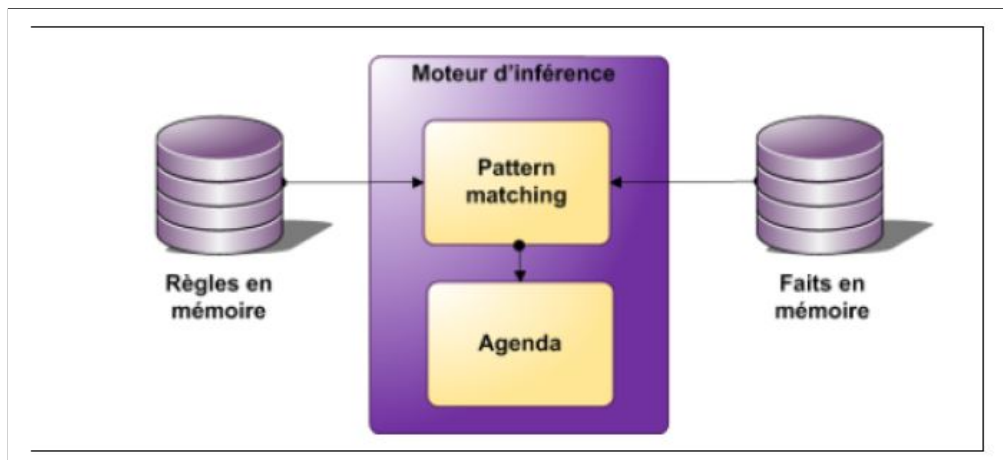 Moteur d'inférence
Pattern
matching
Règles en
mémoire
Faits en
mémoire
Agenda